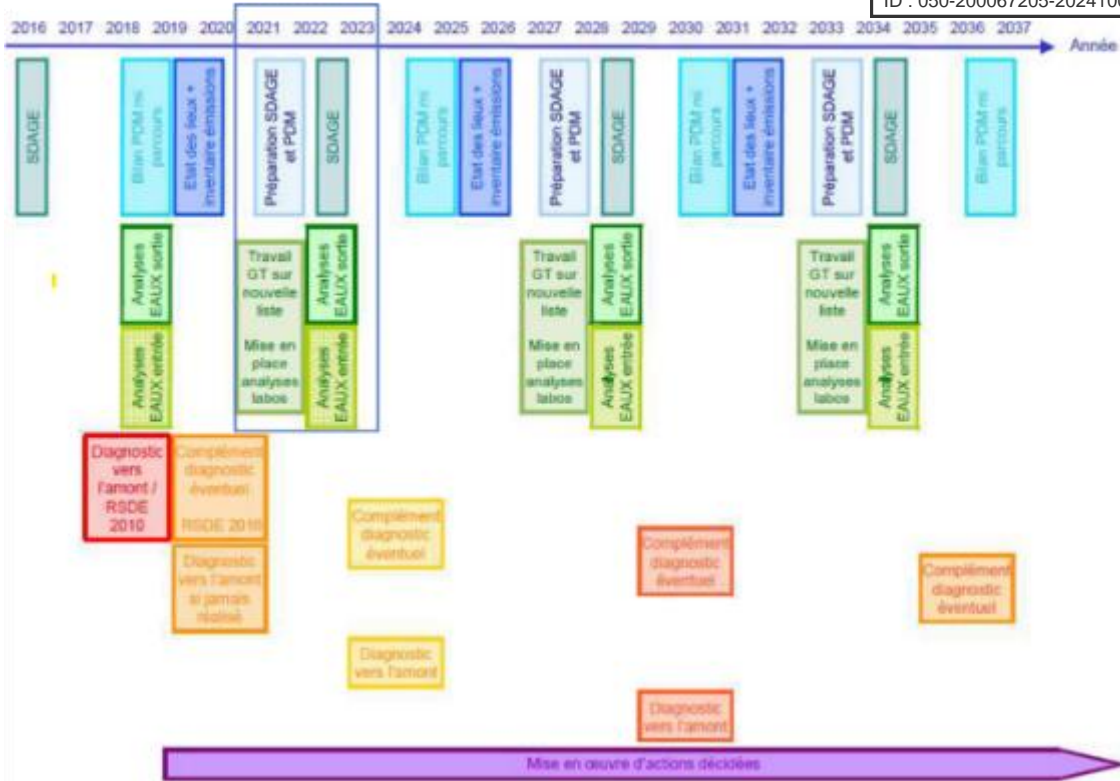 ID : 050-200067205-2024100
2016 2017 2018 2019 2020 2021 2022 2023 2024 2025 2026 2027 2028 2029 2030 2031 2032 2033 2034 2035 2036 2037
Année
SDAGE
Bilan PDM mi
parcours
Etat des lieux +
inventaire émissions
Préparation SDAGE
et PDM
SDAGE
Bilan PDM mi
parcours
Etat des lieux +
inventaire émissions
Préparation SDAGE
et PDM
SDAGE
Bilan PDM mi
parcours
Etat des lieux +
inventaire émissions
Préparation SDAGE
et PDM
SDAGE
Bilan PDM mi
parcours
Analyses
EAUX sortie
Travail
GT sur
nouvelle
liste
Mise en
place
analyses
labos
Analyses
EAUX sortie
Travail
GT sur
nouvelle
liste
Mise en
place
analyses
labos
Analyses
EAUX sortie
Travail
GT sur
nouvelle
liste
Mise en
place
analyses
labos
Analyses
EAUX sortie
Analyses
EAUX entrée
Analyses
EAUX entrée
Analyses
EAUX entrée
Analyses
EAUX entrée
Diagnostic
vers
l'amont /
RSDE
2010
Complément
diagnostic
éventuel
RSDE 2016
Diagnostic
vers l'amont
si jamais
réalisé
Complément
diagnostic
éventuel
Complément
diagnostic
éventuel
Complément
diagnostic
éventuel
Diagnostic
vers l'amont
Diagnostic
vers l'amont
Mise en œuvre d'actions décidées